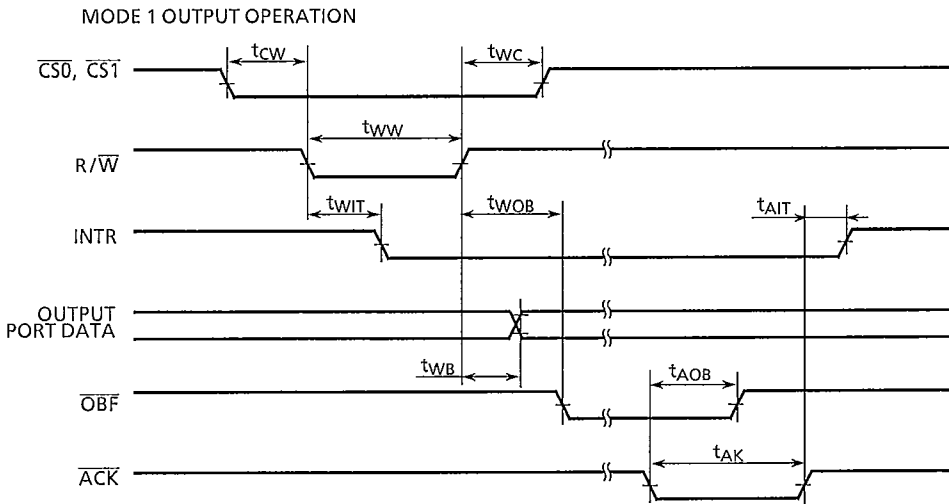 MODE 1 OUTPUT OPERATION
tCW
tWC
CS0, CS1
tWW
R/W
tWIT
tWOB
tAIT
INTR
OUTPUT
PORT DATA
tWB
tAOB
OBF
tAK
ACK